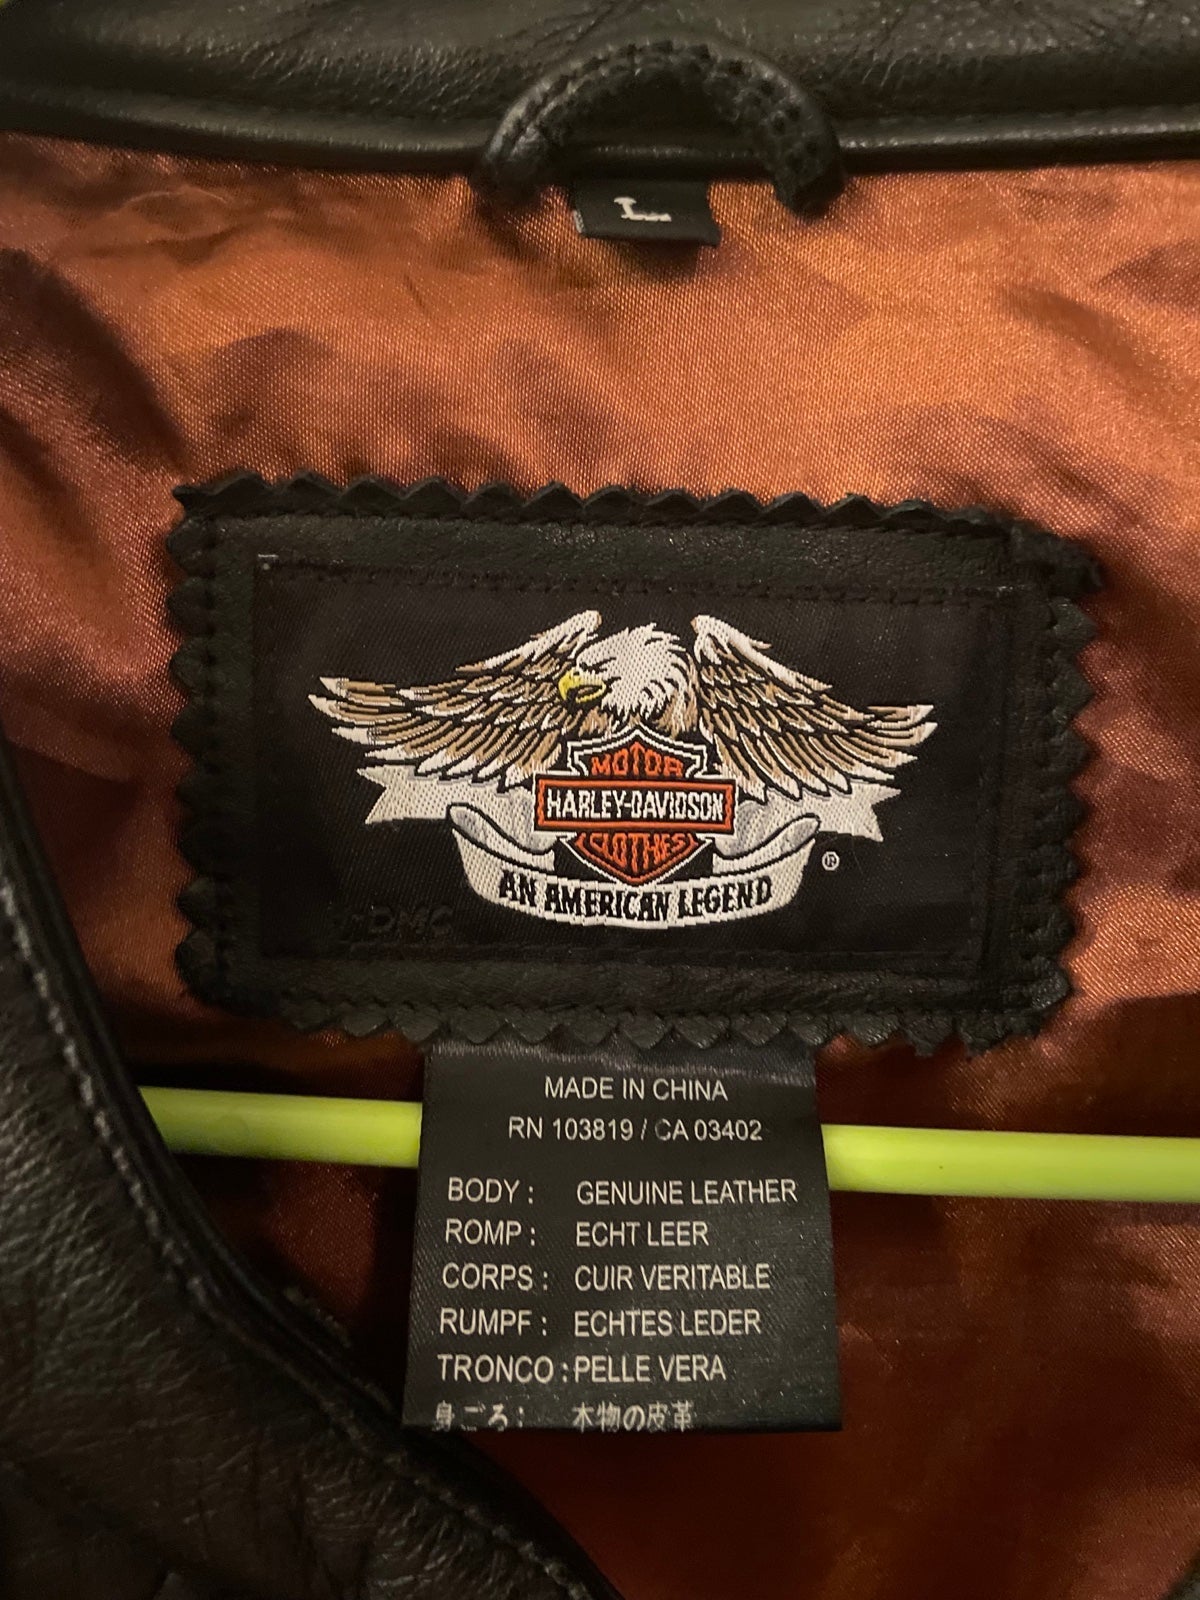 L
MOTOR
HARLEY-DAVIDSON
CLOTHES
AN AMERICAN LEGEND
®
MADE IN CHINA
RN 103819 / CA 03402
BODY : GENUINE LEATHER
ROMP : ECHT LEER
CORPS : CUIR VERITABLE
RUMPF : ECHTES LEDER
TRONCO : PELLE VERA
身ごろ : 本物の皮革